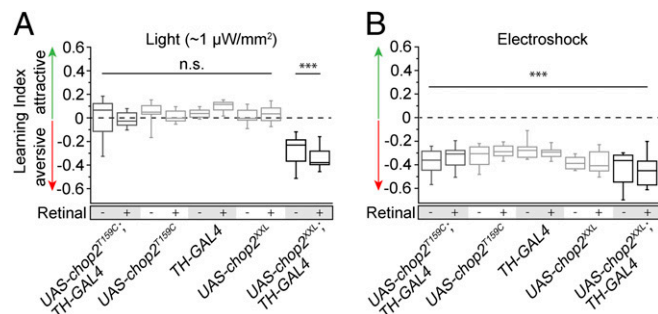 A
Light (~1 µW/mm²)
Learning Index
aversive attractive
0.6
0.4
0.2
0
-0.2
-0.4
-0.6
n.s.
***
Retinal - + - + - + - + - +
UAS-chop2ᵀ¹⁵⁹ᶜ;
TH-GAL4
UAS-chop2ᵀ¹⁵⁹ᶜ
TH-GAL4
UAS-chop2ˣˣᴸ
UAS-chop2ˣˣᴸ;
TH-GAL4
B
Electroshock
0.6
0.4
0.2
0.0
-0.2
-0.4
-0.6
***
Retinal - + - + - + - + - +
UAS-chop2ᵀ¹⁵⁹ᶜ;
TH-GAL4
UAS-chop2ᵀ¹⁵⁹ᶜ
TH-GAL4
UAS-chop2ˣˣᴸ
UAS-chop2ˣˣᴸ;
TH-GAL4